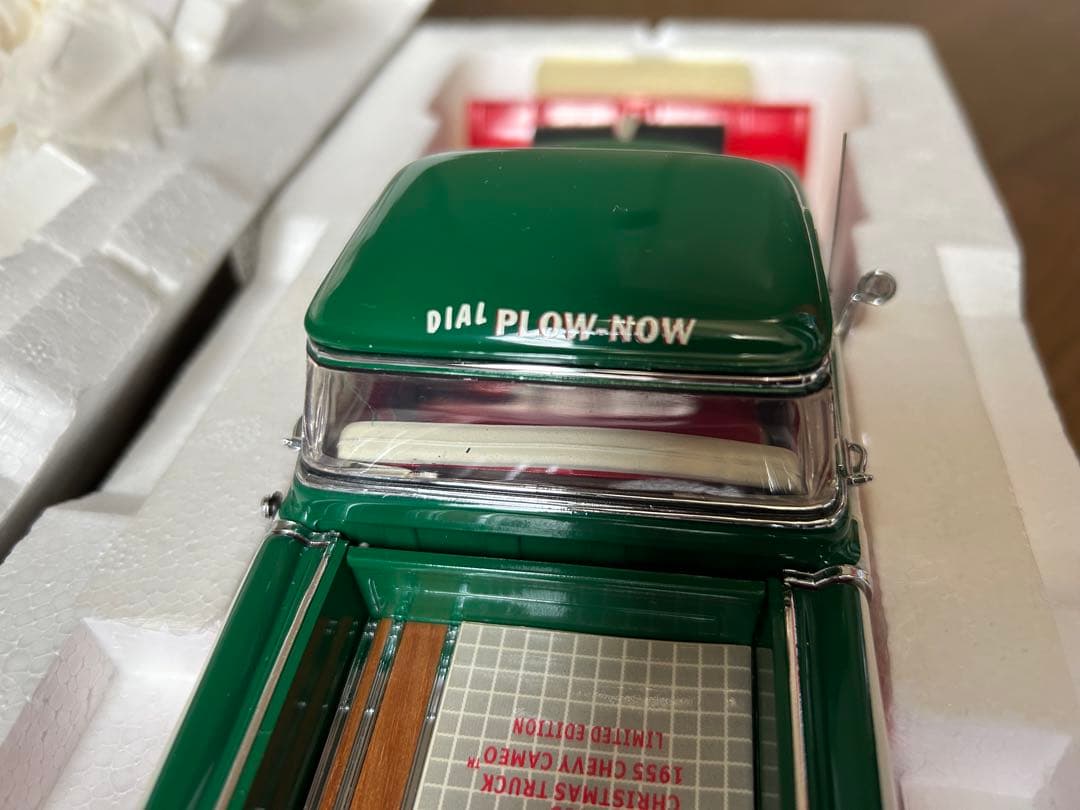 DIAL PLOW-NOW
CHRISTMAS TRUCK
1955 CHEVY CAMEO™
LIMITED EDITION